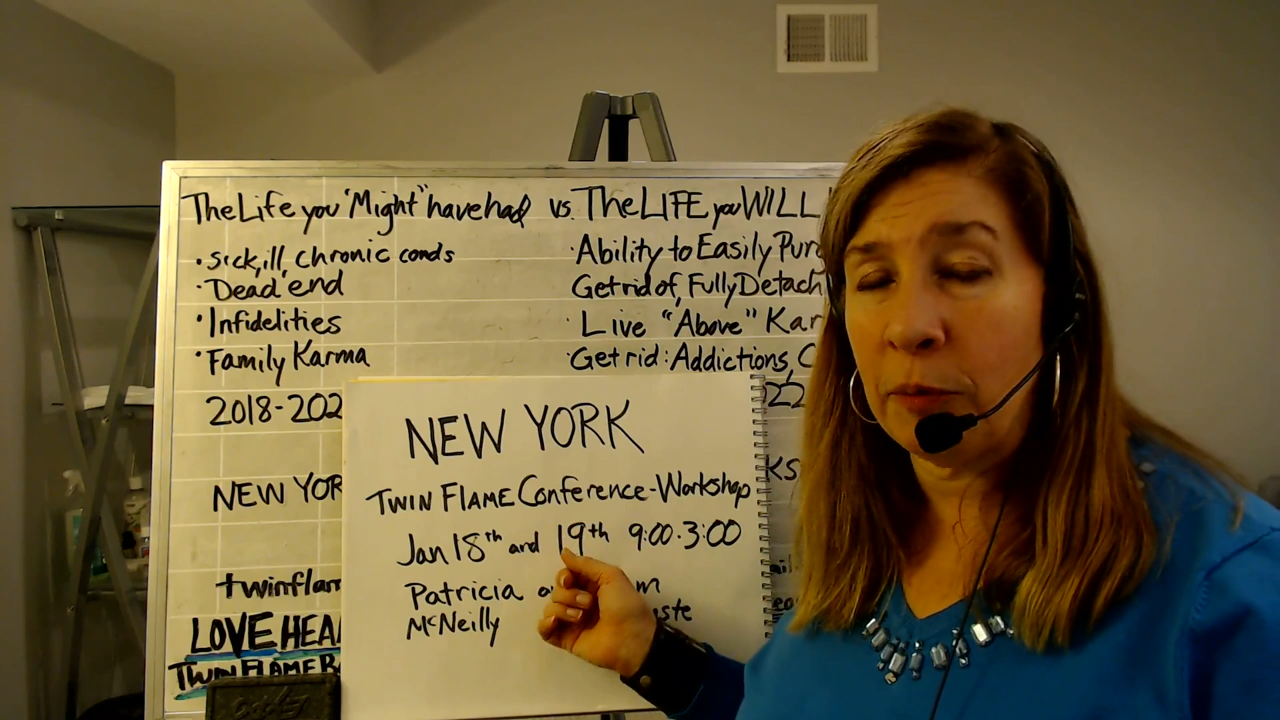 The Life you "Might" have had vs. The LIFE you WILL
• Sick, ill, chronic conds
• Dead end
• Infidelities
• Family Karma
2018-202
NEW YOR
twinflam
LOVE HEA
TWIN FLAME
• Ability to Easily Purg
Get rid of, Fully Detach
• Live "Above" Kar
• Get rid: Addictions, C
22
KS
NEW YORK
TWIN FLAME Conference-Workshop
Jan 18th and 19th 9:00-3:00
Patricia
McNeilly